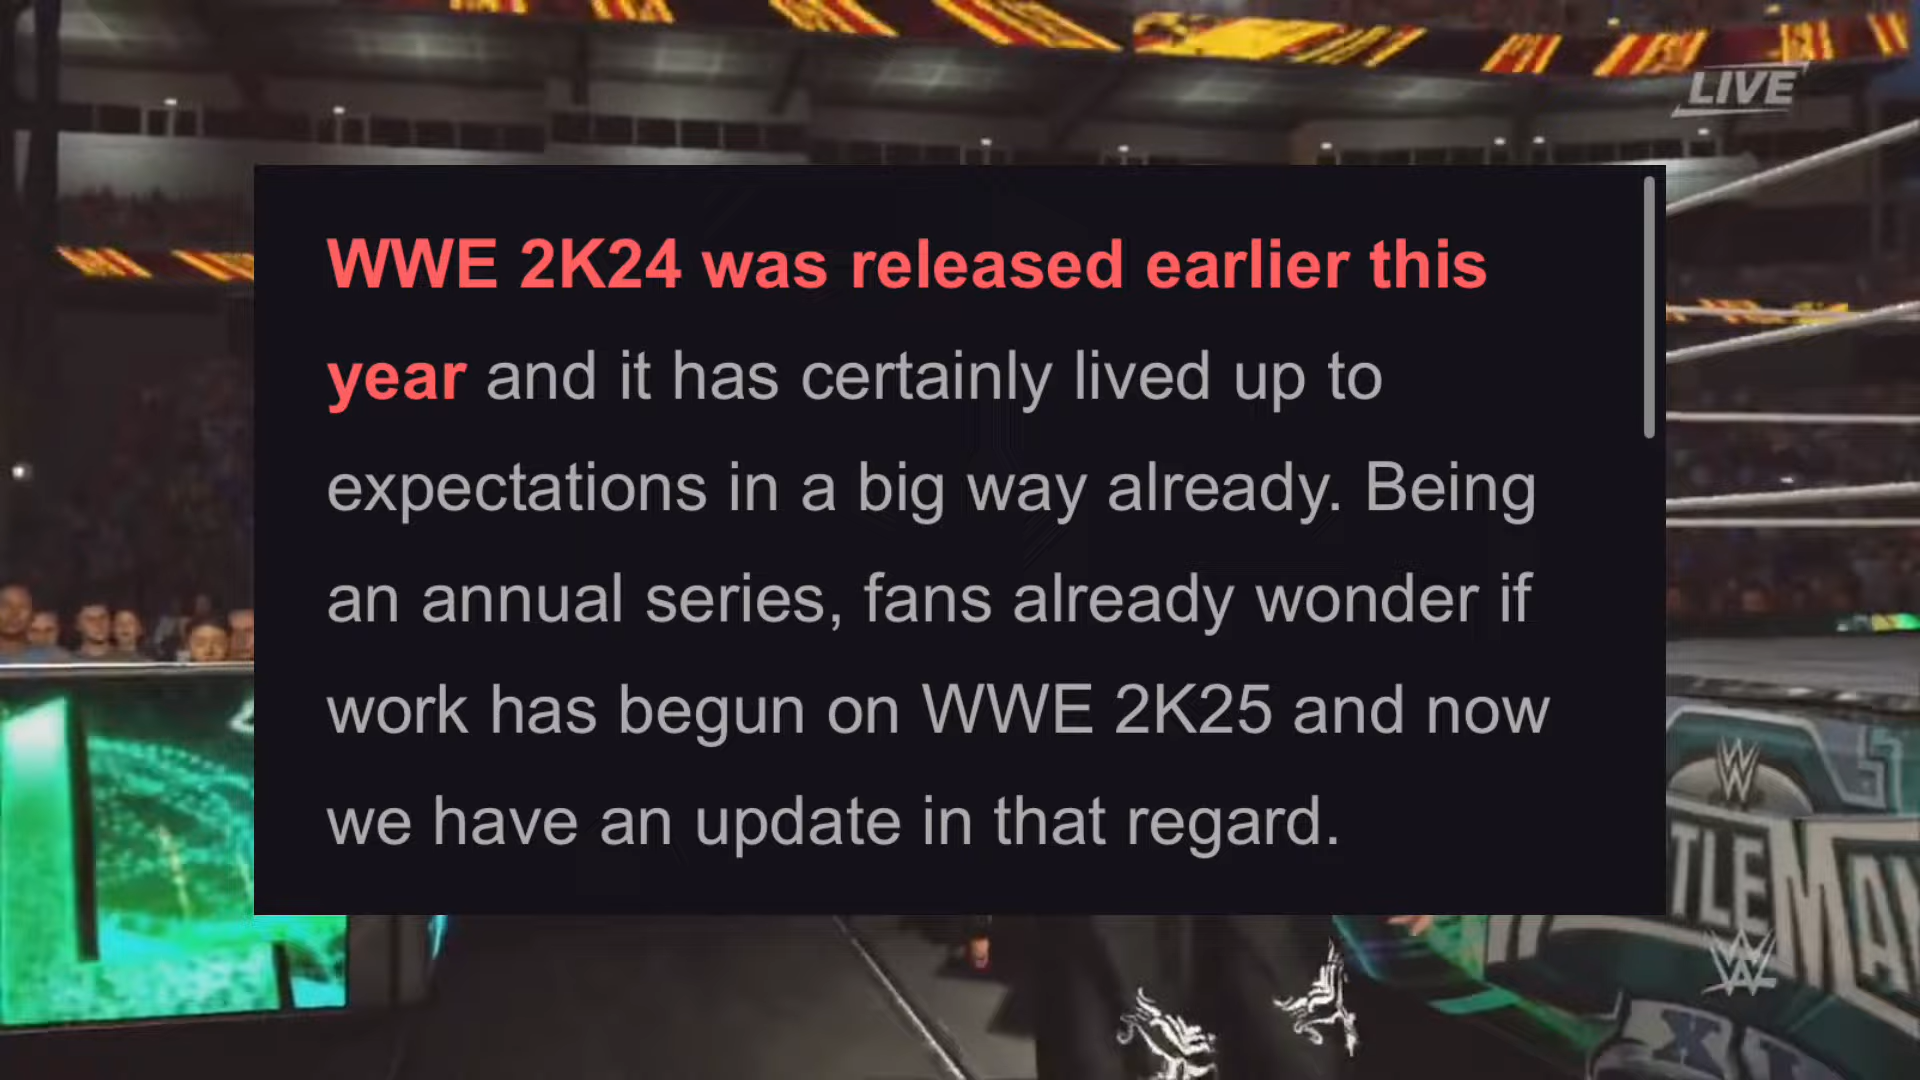 LIVE
WWE 2K24 was released earlier this
year and it has certainly lived up to
expectations in a big way already. Being
an annual series, fans already wonder if
work has begun on WWE 2K25 and now
we have an update in that regard.
TLEMA
XL